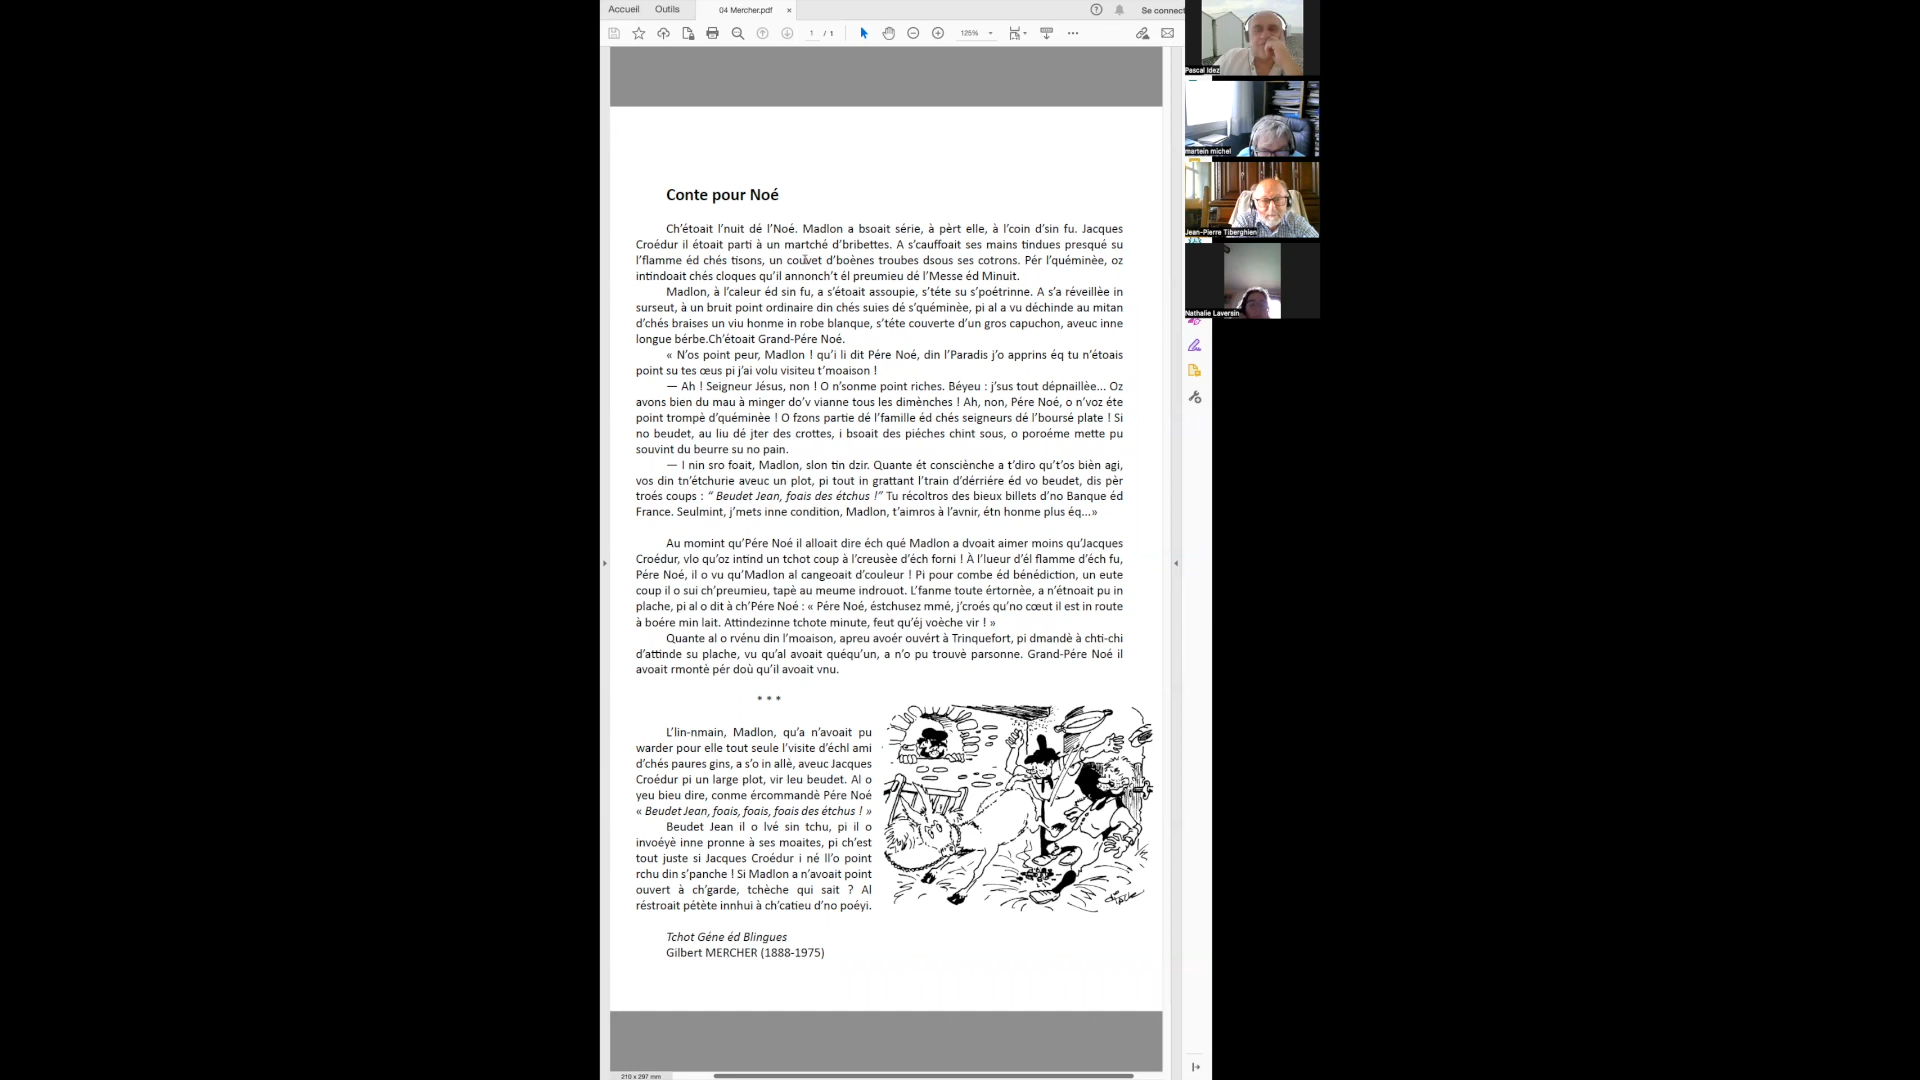 Accueil Outils 04 Mercher.pdf × Se connect
1 / 1 125%
Pascal Idez
martein michel
Jean-Pierre Tiberghien
Nathalie Laversin
Conte pour Noé
Ch'étoait l'nuit dé l'Noé. Madlon a bsoait série, à pèrt elle, à l'coin d'sin fu. Jacques
Croédur il étoait parti à un martché d'bribettes. A s'cauffoait ses mains tindues presqué su
l'flamme éd chés tisons, un couvet d'boènes troubes dsous ses cotrons. Pér l'quéminèe, oz
intindoait chés cloques qu'il annonch't él preumieu dé l'Messe éd Minuit.
Madlon, à l'caleur éd sin fu, a s'étoait assoupie, s'téte su s'poétrinne. A s'a réveillèe in
surseut, à un bruit point ordinaire din chés suies dé s'quéminèe, pi al a vu déchinde au mitan
d'chés braises un viu honme in robe blanque, s'téte couverte d'un gros capuchon, aveuc inne
longue bérbe.Ch'étoait Grand-Pére Noé.
« N'os point peur, Madlon ! qu'i li dit Pére Noé, din l'Paradis j'o apprins éq tu n'étoais
point su tes œus pi j'ai volu visiteu t'moaison !
— Ah ! Seigneur Jésus, non ! O n'sonme point riches. Béyeu : j'sus tout dépnaillèe... Oz
avons bien du mau à minger do'v vianne tous les dimènches ! Ah, non, Pére Noé, o n'voz éte
point trompè d'quéminèe ! O fzons partie dé l'famille éd chés seigneurs dé l'boursé plate ! Si
no beudet, au liu dé jter des crottes, i bsoait des piéches chint sous, o poroéme mette pu
souvint du beurre su no pain.
— I nin sro foait, Madlon, slon tin dzir. Quante ét consciènche a t'diro qu't'os bièn agi,
vos din tn'étchurie aveuc un plot, pi tout in grattant l'train d'dérriére éd vo beudet, dis pèr
troés coups : " Beudet Jean, foais des étchus !" Tu récoltros des bieux billets d'no Banque éd
France. Seulmint, j'mets inne condition, Madlon, t'aimros à l'avnir, étn honme plus éq...»
Au momint qu'Pére Noé il alloait dire éch qué Madlon a dvoait aimer moins qu'Jacques
Croédur, vlo qu'oz intind un tchot coup à l'creusèe d'éch forni ! À l'lueur d'él flamme d'éch fu,
Pére Noé, il o vu qu'Madlon al cangeoait d'couleur ! Pi pour combe éd bénédiction, un eute
coup il o sui ch'preumieu, tapè au meume indrouot. L'fanme toute értornèe, a n'étnoait pu in
plache, pi al o dit à ch'Pére Noé : « Pére Noé, éstchusez mmé, j'croés qu'no cœut il est in route
à boére min lait. Attindezinne tchote minute, feut qu'éj voèche vir ! »
Quante al o rvénu din l'moaison, apreu avoér ouvért à Trinquefort, pi dmandè à chti-chi
d'attinde su plache, vu qu'al avoait quéqu'un, a n'o pu trouvè parsonne. Grand-Pére Noé il
avoait rmontè pér doù qu'il avoait vnu.
* * *
L'lin-nmain, Madlon, qu'a n'avoait pu
warder pour elle tout seule l'visite d'échl ami
d'chés paures gins, a s'o in allè, aveuc Jacques
Croédur pi un large plot, vir leu beudet. Al o
yeu bieu dire, conme ércommandè Pére Noé
« Beudet Jean, foais, foais, foais des étchus ! »
Beudet Jean il o lvé sin tchu, pi il o
invoéyè inne pronne à ses moaites, pi ch'est
tout juste si Jacques Croédur i né ll'o point
rchu din s'panche ! Si Madlon a n'avoait point
ouvert à ch'garde, tchèche qui sait ? Al
réstroait pétète innhui à ch'catieu d'no poéyi.
Tchot Géne éd Blingues
Gilbert MERCHER (1888-1975)
210 x 297 mm